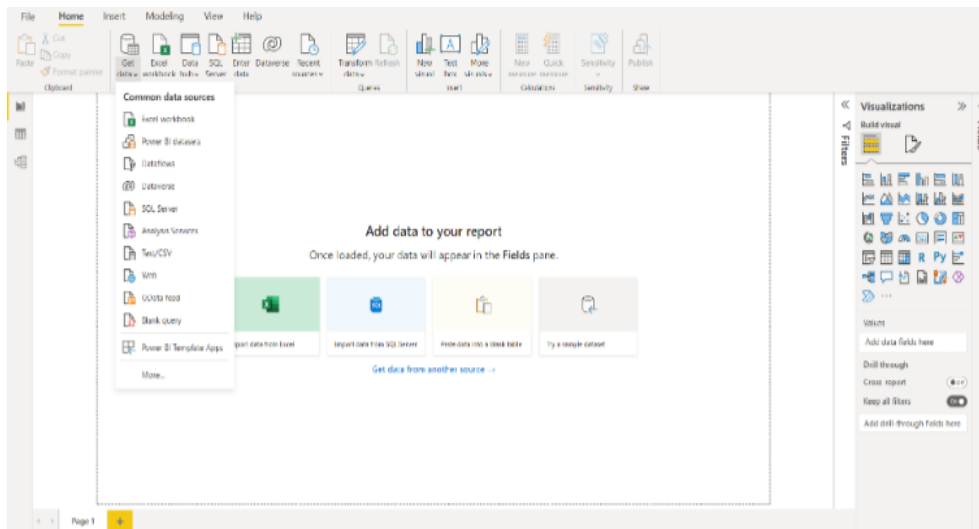 File Home Insert Modeling View Help
Paste
Cut
Copy
Format painter
Clipboard
Get data
Excel workbook
Data hub
SQL Server
Enter data
Dataverse
Recent sources
Transform data
Refresh
Queries
New visual
Text box
More visuals
Insert
New measure
Quick measure
Calculations
Sensitivity
Sensitivity
Publish
Share
Common data sources
Excel workbook
Power BI datasets
Dataflows
Dataverse
SQL Server
Analysis Services
Text/CSV
Web
OData feed
Blank query
Power BI Template Apps
More...
Add data to your report
Once loaded, your data will appear in the Fields pane.
SQL
port data from Excel
Import data from SQL Server
Paste data into a blank table
Try a sample dataset
Get data from another source →
Filters
Visualizations
Build visual
R Py
Values
Add data fields here
Drill through
Cross report
Off
Keep all filters
On
Add drill-through fields here
Page 1